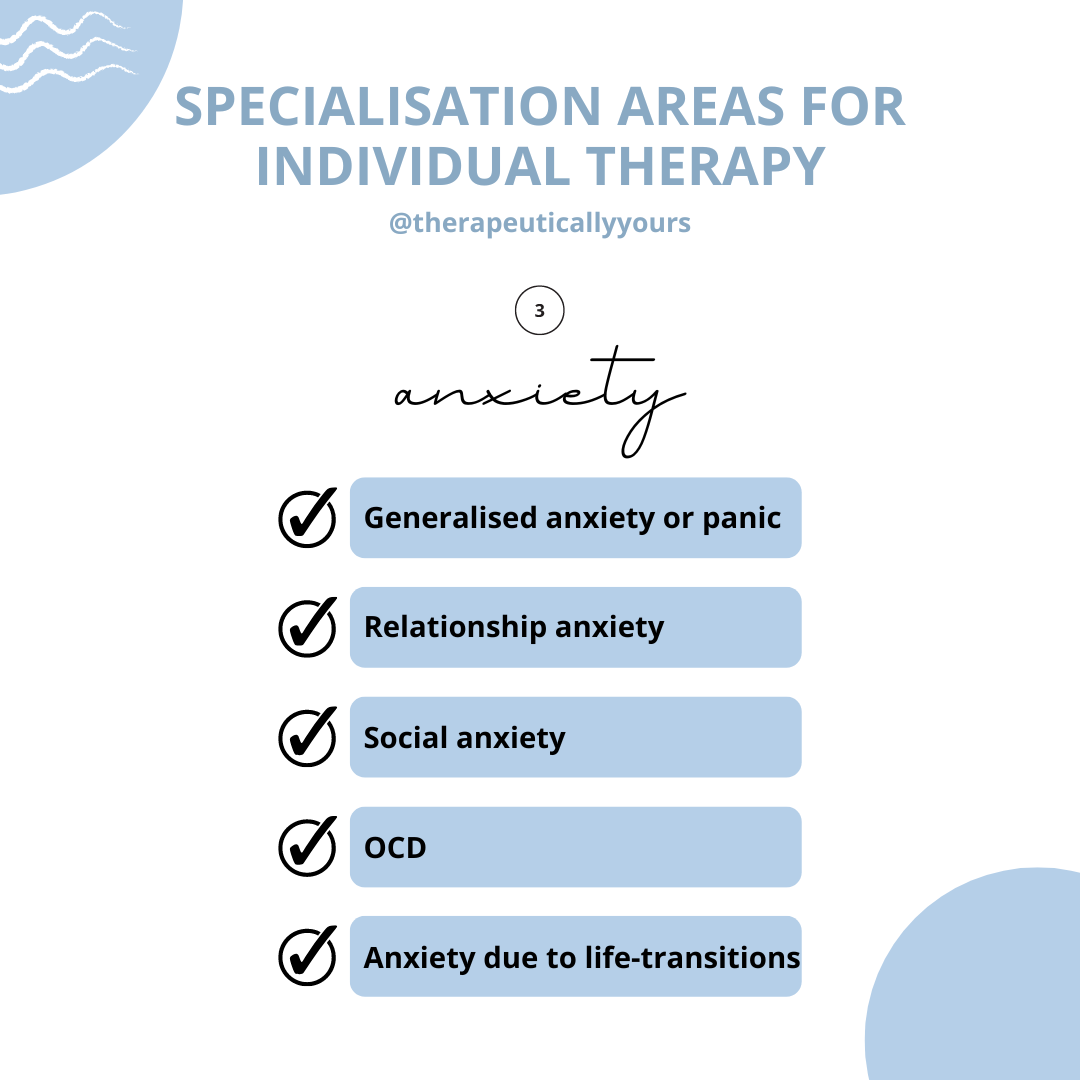 SPECIALISATION AREAS FOR
INDIVIDUAL THERAPY
@therapeuticallyyours
3
anxiety
Generalised anxiety or panic
Relationship anxiety
Social anxiety
OCD
Anxiety due to life-transitions